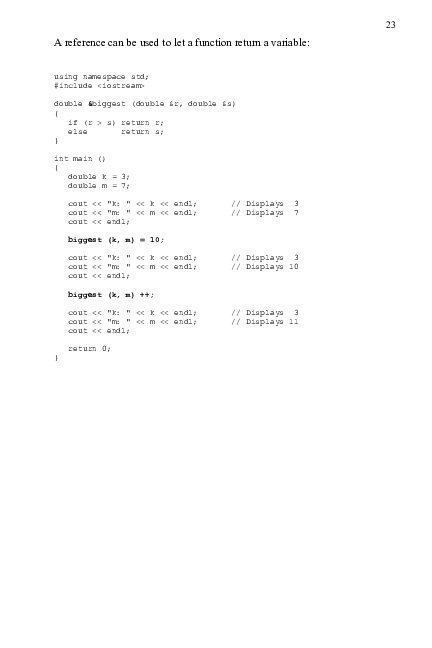 23
A reference can be used to let a function return a variable:
using namespace std;
#include <iostream>
double &biggest (double &r, double &s)
{
if (r > s) return r;
else return s;
}
int main ()
{
double k = 3;
double m = 7;
cout << "k: " << k << endl; // Displays 3
cout << "m: " << m << endl; // Displays 7
cout << endl;
biggest (k, m) = 10;
cout << "k: " << k << endl; // Displays 3
cout << "m: " << m << endl; // Displays 10
cout << endl;
biggest (k, m) ++;
cout << "k: " << k << endl; // Displays 3
cout << "m: " << m << endl; // Displays 11
cout << endl;
return 0;
}